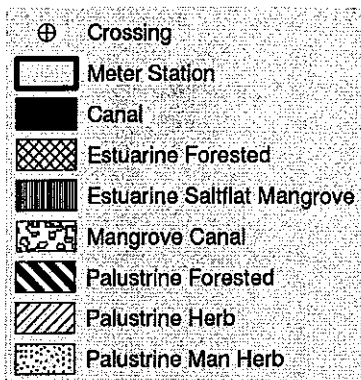 Crossing
Meter Station
Canal
Estuarine Forested
Estuarine Saltflat Mangrove
Mangrove Canal
Palustrine Forested
Palustrine Herb
Palustrine Man Herb